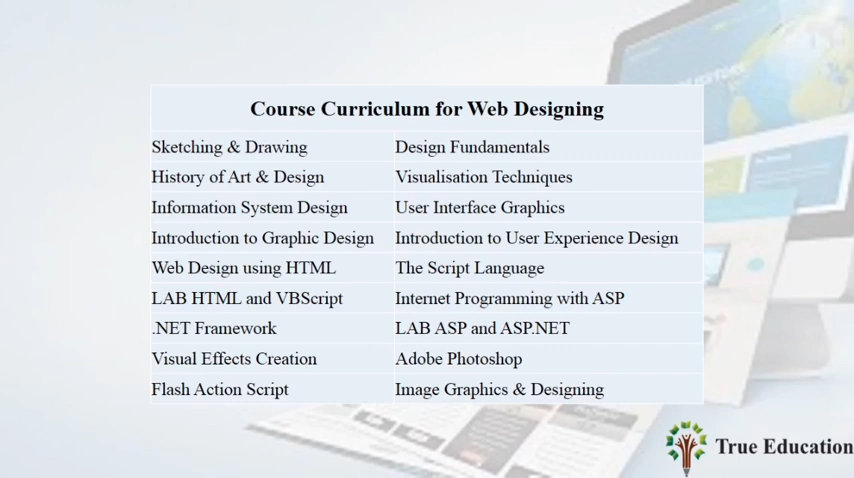 Course Curriculum for Web Designing
Sketching & Drawing Design Fundamentals
History of Art & Design Visualisation Techniques
Information System Design User Interface Graphics
Introduction to Graphic Design Introduction to User Experience Design
Web Design using HTML The Script Language
LAB HTML and VBScript Internet Programming with ASP
.NET Framework LAB ASP and ASP.NET
Visual Effects Creation Adobe Photoshop
Flash Action Script Image Graphics & Designing
True Education